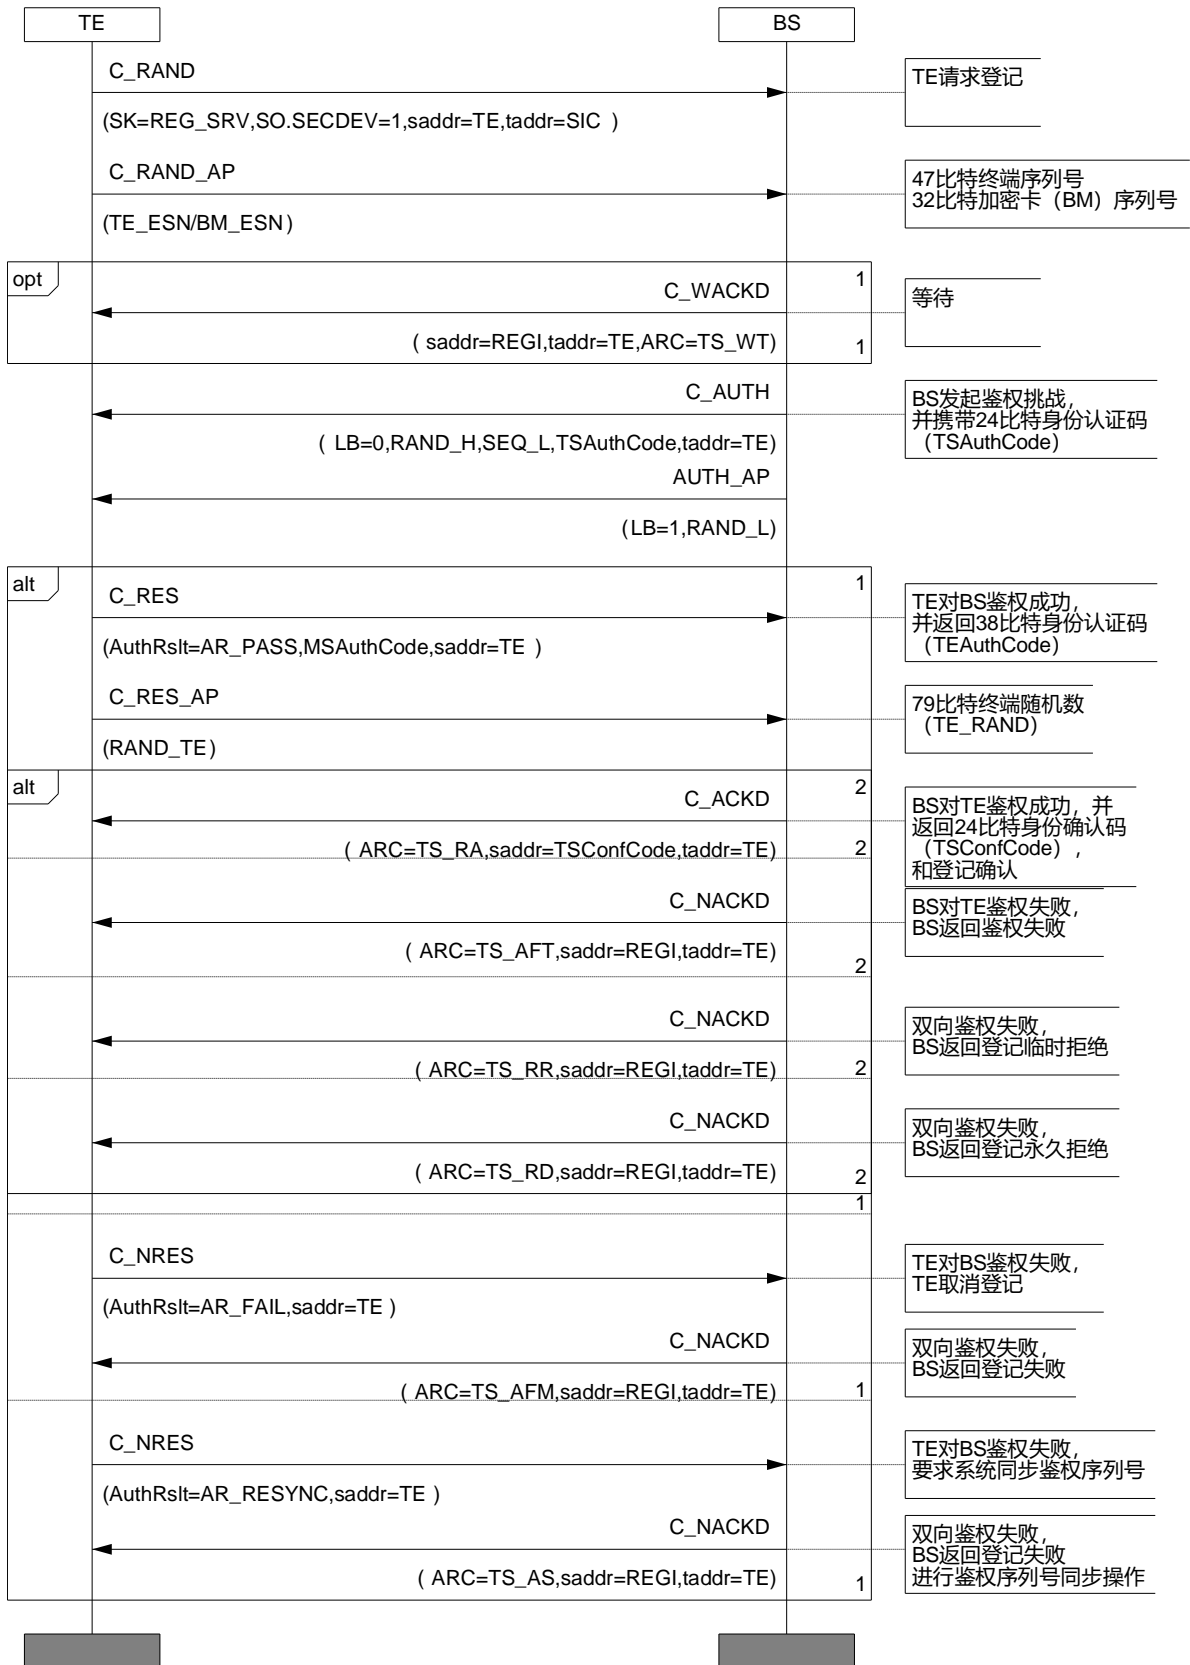 TE
BS
C_RAND
TE请求登记
(SK=REG_SRV,SO.SECDEV=1,saddr=TE,taddr=SIC )
C_RAND_AP
47比特终端序列号
32比特加密卡（BM）序列号
(TE_ESN/BM_ESN)
opt
1
C_WACKD
等待
( saddr=REGI,taddr=TE,ARC=TS_WT)
1
C_AUTH
BS发起鉴权挑战，
并携带24比特身份认证码
（TSAuthCode）
( LB=0,RAND_H,SEQ_L,TSAuthCode,taddr=TE)
AUTH_AP
(LB=1,RAND_L)
alt
1
C_RES
TE对BS鉴权成功，
并返回38比特身份认证码
（TEAuthCode）
(AuthRslt=AR_PASS,MSAuthCode,saddr=TE )
C_RES_AP
79比特终端随机数
（TE_RAND）
(RAND_TE)
alt
2
C_ACKD
BS对TE鉴权成功，并
返回24比特身份确认码
（TSConfCode），
和登记确认
( ARC=TS_RA,saddr=TSConfCode,taddr=TE)
2
C_NACKD
BS对TE鉴权失败，
BS返回鉴权失败
( ARC=TS_AFT,saddr=REGI,taddr=TE)
2
C_NACKD
双向鉴权失败，
BS返回登记临时拒绝
( ARC=TS_RR,saddr=REGI,taddr=TE)
2
C_NACKD
双向鉴权失败，
BS返回登记永久拒绝
( ARC=TS_RD,saddr=REGI,taddr=TE)
2
1
C_NRES
TE对BS鉴权失败，
TE取消登记
(AuthRslt=AR_FAIL,saddr=TE )
C_NACKD
双向鉴权失败，
BS返回登记失败
( ARC=TS_AFM,saddr=REGI,taddr=TE)
1
C_NRES
TE对BS鉴权失败，
要求系统同步鉴权序列号
(AuthRslt=AR_RESYNC,saddr=TE )
C_NACKD
双向鉴权失败，
BS返回登记失败
进行鉴权序列号同步操作
( ARC=TS_AS,saddr=REGI,taddr=TE)
1